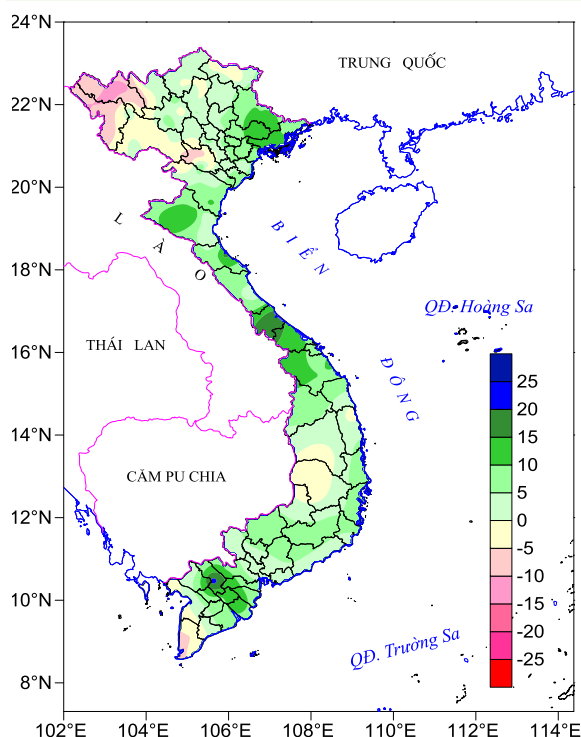 24°N
TRUNG QUỐC
22°N
20°N
LÀO
BIỂN
18°N
QĐ. Hoàng Sa
THÁI LAN
16°N
ĐÔNG
25
20
15
10
5
0
-5
-10
-15
-20
-25
14°N
CĂM PU CHIA
12°N
10°N
QĐ. Trường Sa
8°N
102°E 104°E 106°E 108°E 110°E 112°E 114°E